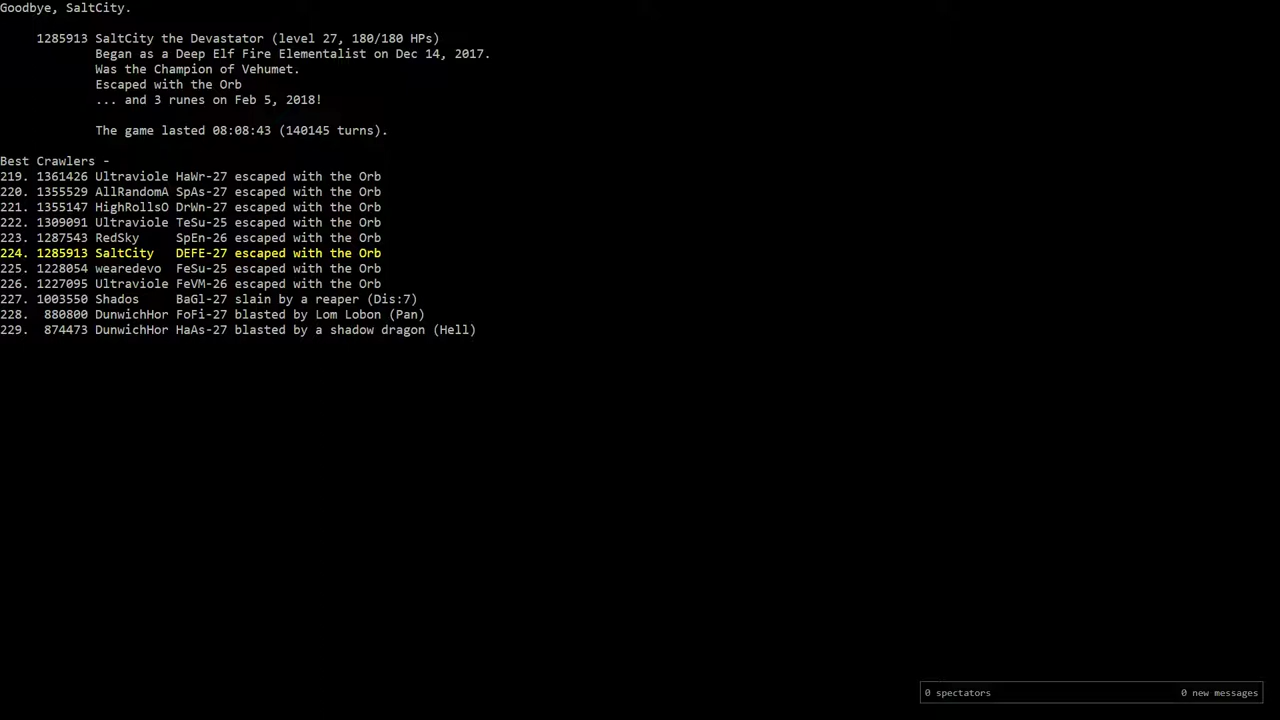 Goodbye, SaltCity.
1285913 SaltCity the Devastator (level 27, 180/180 HPs)
Began as a Deep Elf Fire Elementalist on Dec 14, 2017.
Was the Champion of Vehumet.
Escaped with the Orb
... and 3 runes on Feb 5, 2018!
The game lasted 08:08:43 (140145 turns).
Best Crawlers -
219. 1361426 Ultraviole HaWr-27 escaped with the Orb
220. 1355529 AllRandomA SpAs-27 escaped with the Orb
221. 1355147 HighRollsO DrWn-27 escaped with the Orb
222. 1309091 Ultraviole TeSu-25 escaped with the Orb
223. 1287543 RedSky SpEn-26 escaped with the Orb
224. 1285913 SaltCity DEFE-27 escaped with the Orb
225. 1228054 wearedevo FeSu-25 escaped with the Orb
226. 1227095 Ultraviole FeVM-26 escaped with the Orb
227. 1003550 Shados BaGl-27 slain by a reaper (Dis:7)
228. 880800 DunwichHor FoFi-27 blasted by Lom Lobon (Pan)
229. 874473 DunwichHor HaAs-27 blasted by a shadow dragon (Hell)
0 spectators 0 new messages